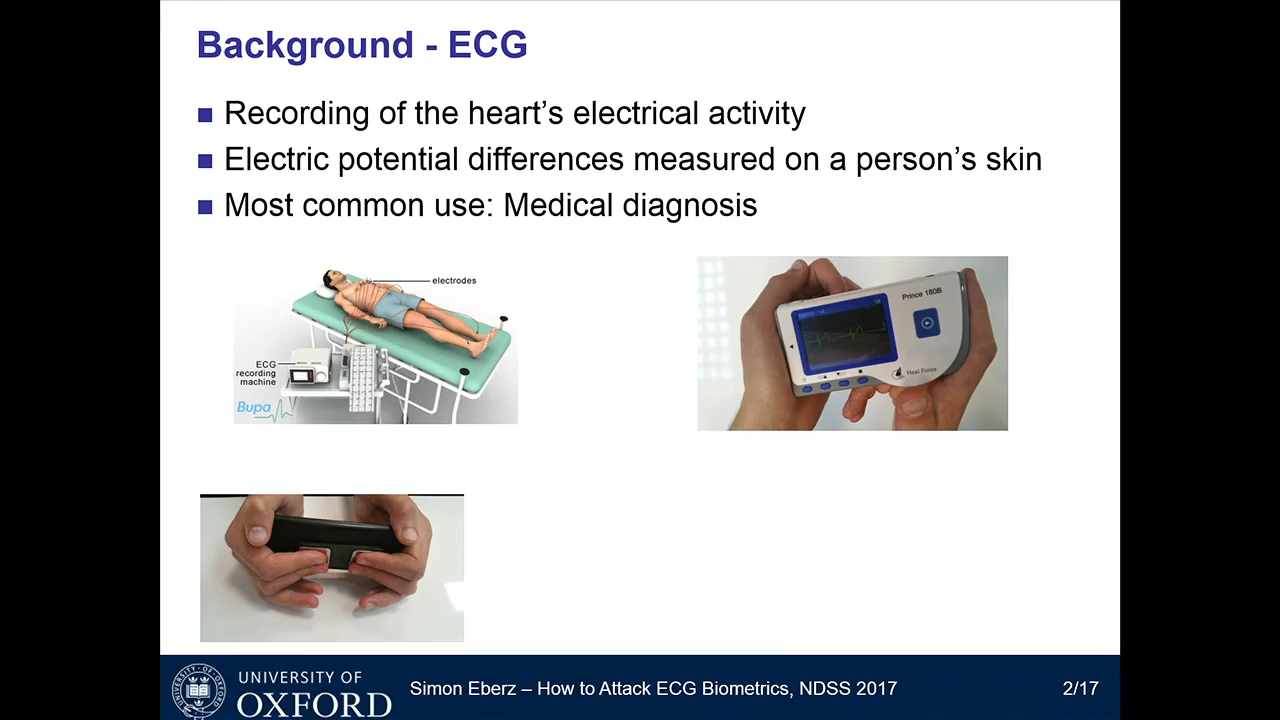 Background - ECG
Recording of the heart’s electrical activity
Electric potential differences measured on a person’s skin
Most common use: Medical diagnosis
electrodes
ECG
recording
machine
Bupa
Prince 180B
Heal Force
UNIVERSITY OF
OXFORD
Simon Eberz – How to Attack ECG Biometrics, NDSS 2017
2/17